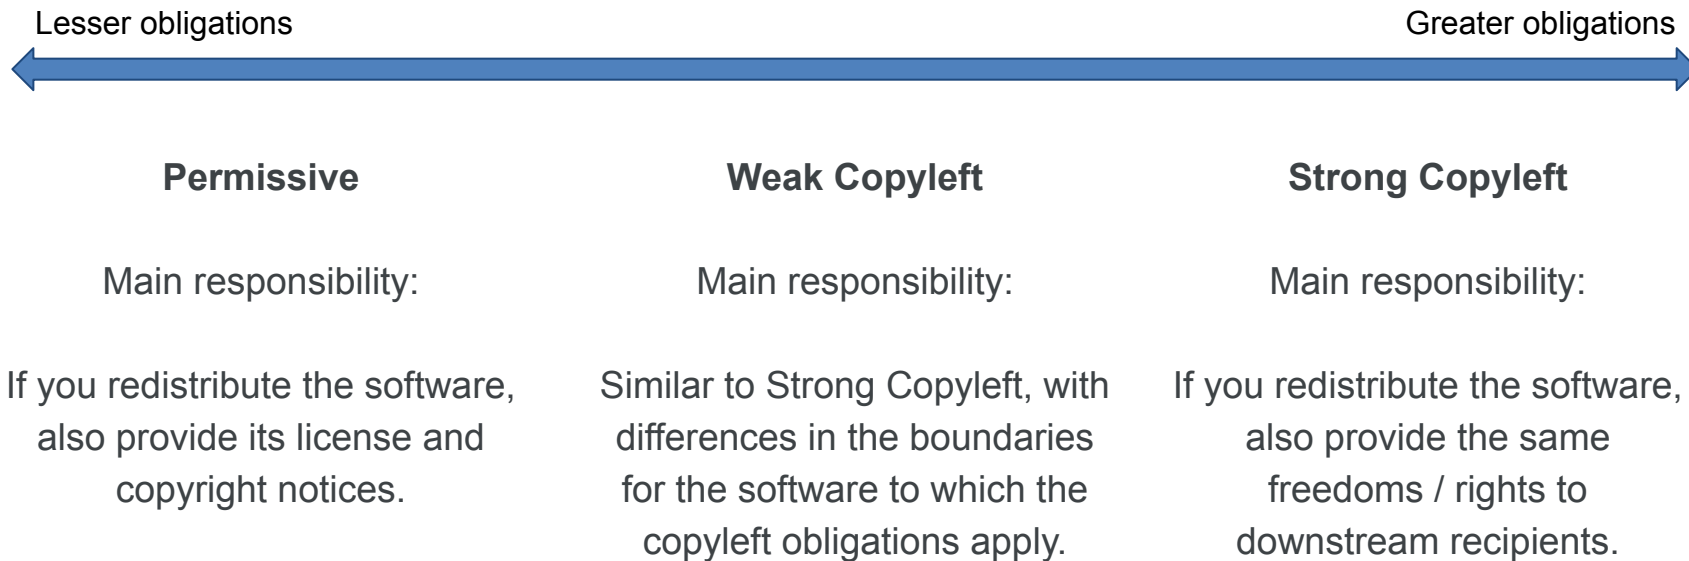 Lesser obligations
Greater obligations
Permissive
Main responsibility:
If you redistribute the software,
also provide its license and
copyright notices.
Weak Copyleft
Main responsibility:
Similar to Strong Copyleft, with
differences in the boundaries
for the software to which the
copyleft obligations apply.
Strong Copyleft
Main responsibility:
If you redistribute the software,
also provide the same
freedoms / rights to
downstream recipients.